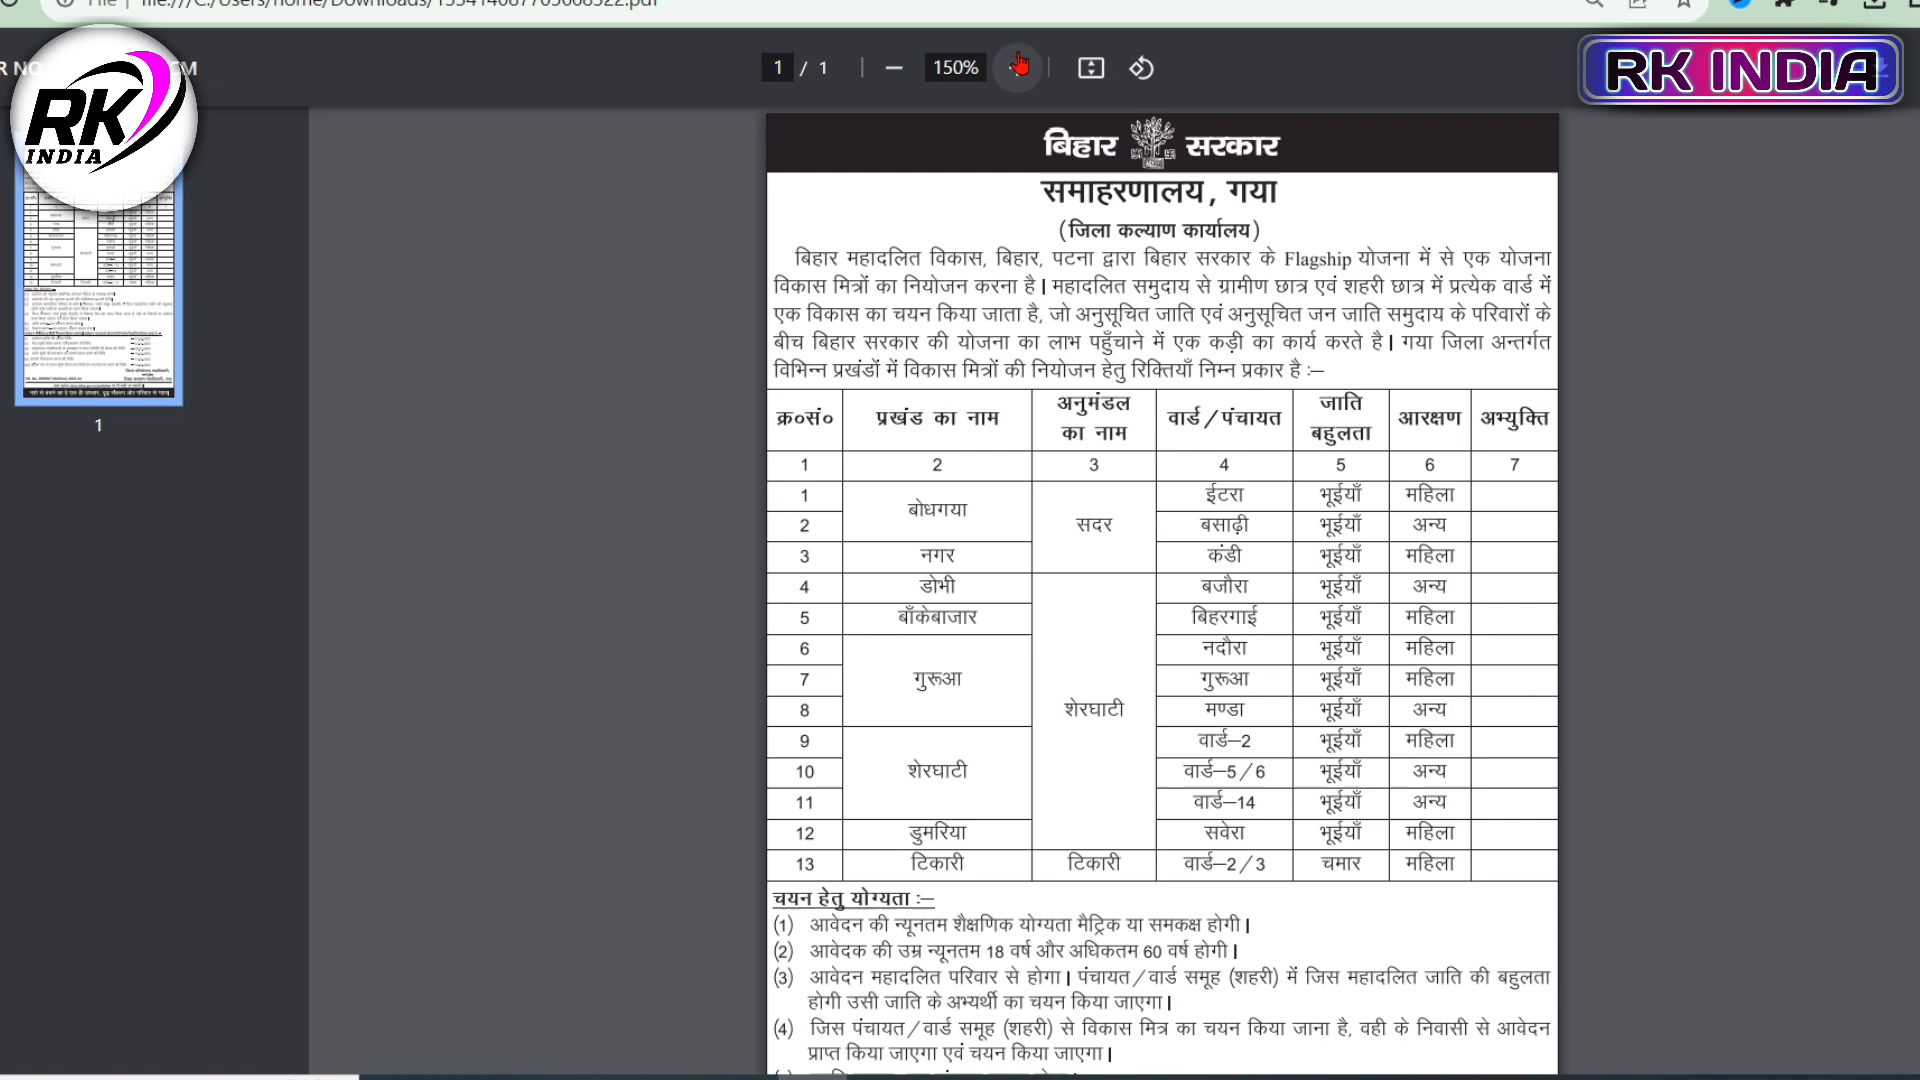 1 / 1
150%
RK
INDIA
RK INDIA
1
बिहार सरकार
समाहरणालय, गया
(जिला कल्याण कार्यालय)
बिहार महादलित विकास, बिहार, पटना द्वारा बिहार सरकार के Flagship योजना में से एक योजना
विकास मित्रों का नियोजन करना है। महादलित समुदाय से ग्रामीण छात्र एवं शहरी छात्र में प्रत्येक वार्ड में
एक विकास का चयन किया जाता है, जो अनुसूचित जाति एवं अनुसूचित जन जाति समुदाय के परिवारों के
बीच बिहार सरकार की योजना का लाभ पहुँचाने में एक कड़ी का कार्य करते है। गया जिला अन्तर्गत
विभिन्न प्रखंडों में विकास मित्रों की नियोजन हेतु रिक्तियाँ निम्न प्रकार है :–
क्र०सं० प्रखंड का नाम अनुमंडल का नाम वार्ड/पंचायत जाति बहुलता आरक्षण अभ्युक्ति
1 2 3 4 5 6 7
1 बोधगया सदर ईटरा भूईयाँ महिला
2 बसाढ़ी भूईयाँ अन्य
3 नगर कंडी भूईयाँ महिला
4 डोभी शेरघाटी बजौरा भूईयाँ अन्य
5 बाँकेबाजार बिहरगाई भूईयाँ महिला
6 गुरूआ नदौरा भूईयाँ महिला
7 गुरूआ भूईयाँ महिला
8 मण्डा भूईयाँ अन्य
9 शेरघाटी वार्ड–2 भूईयाँ महिला
10 वार्ड–5/6 भूईयाँ अन्य
11 वार्ड–14 भूईयाँ अन्य
12 डुमरिया सवेरा भूईयाँ महिला
13 टिकारी टिकारी वार्ड–2/3 चमार महिला
चयन हेतु योग्यता :–
(1) आवेदन की न्यूनतम शैक्षणिक योग्यता मैट्रिक या समकक्ष होगी।
(2) आवेदक की उम्र न्यूनतम 18 वर्ष और अधिकतम 60 वर्ष होगी।
(3) आवेदन महादलित परिवार से होगा। पंचायत/वार्ड समूह (शहरी) में जिस महादलित जाति की बहुलता
होगी उसी जाति के अभ्यर्थी का चयन किया जाएगा।
(4) जिस पंचायत/वार्ड समूह (शहरी) से विकास मित्र का चयन किया जाना है, वही के निवासी से आवेदन
प्राप्त किया जाएगा एवं चयन किया जाएगा।